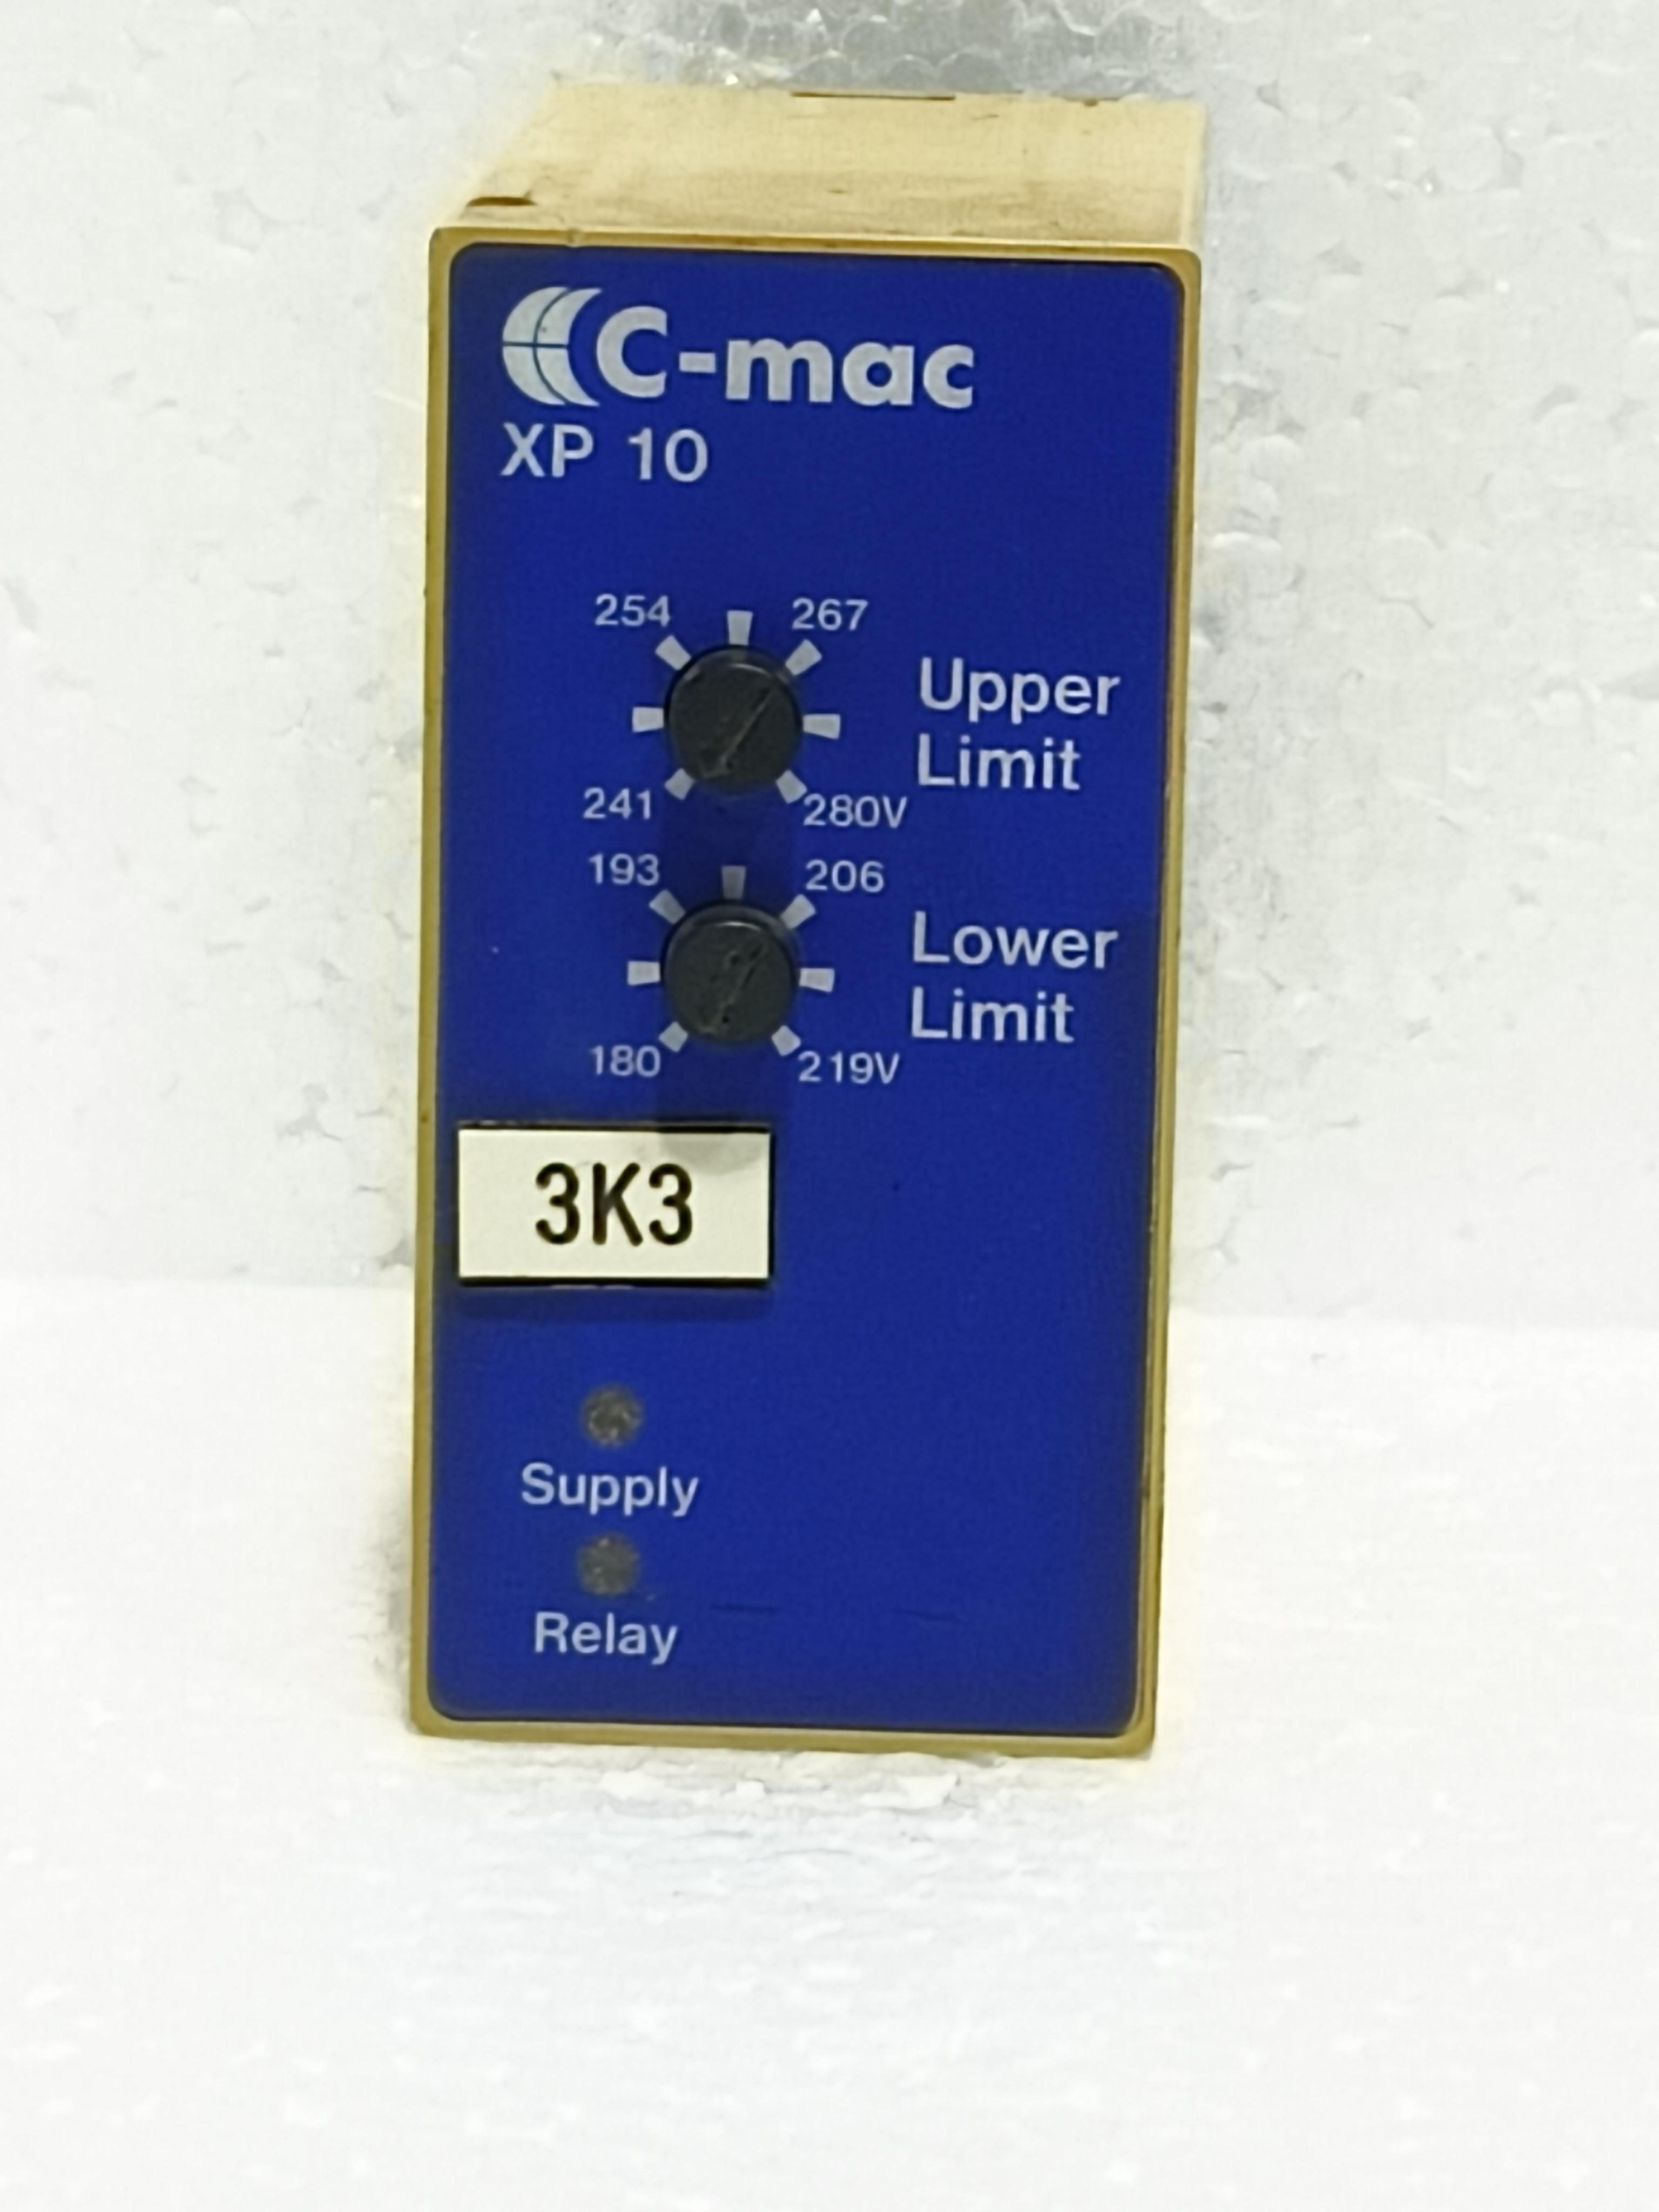 C-mac
XP 10
254 267
Upper
Limit
241 280V
193 206
Lower
Limit
180 219V
3K3
Supply
Relay